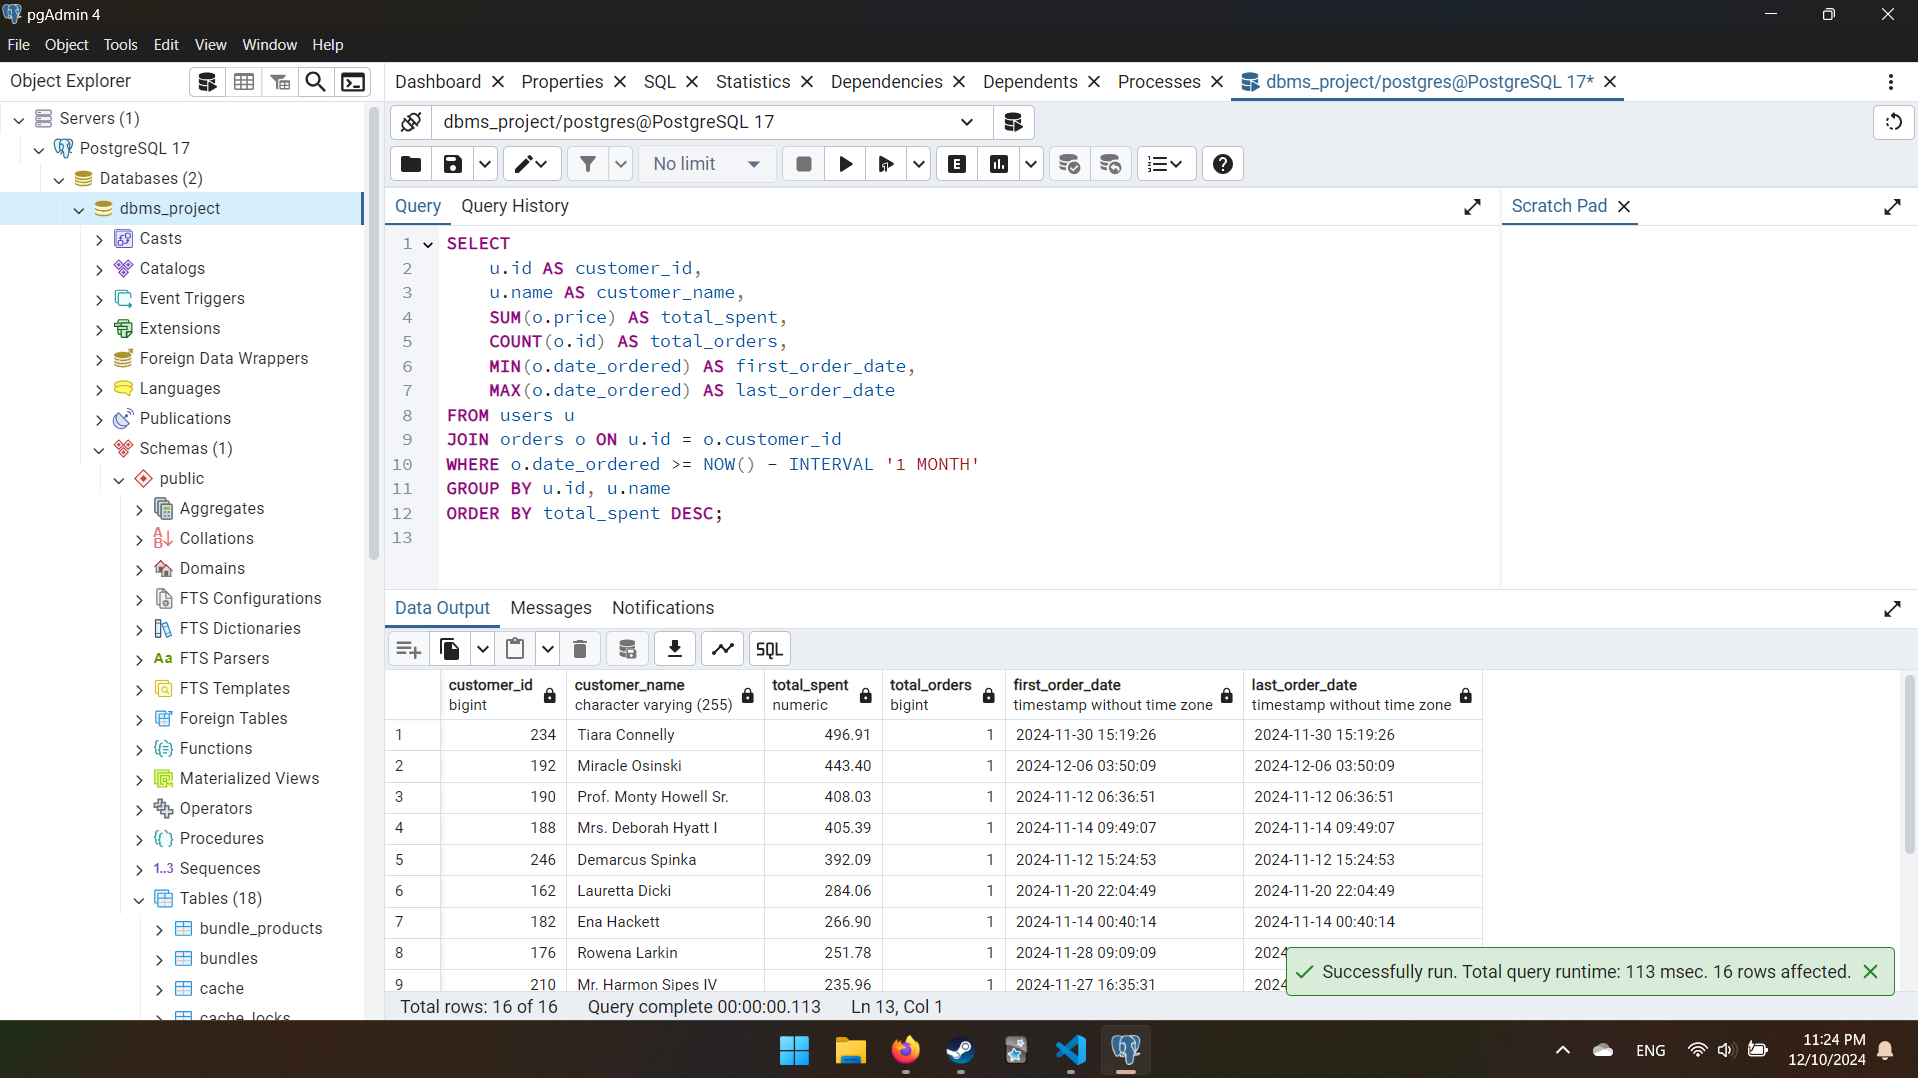 pgAdmin 4
File Object Tools Edit View Window Help
Object Explorer
Dashboard Properties SQL Statistics Dependencies Dependents Processes dbms_project/postgres@PostgreSQL 17*
Servers (1)
PostgreSQL 17
Databases (2)
dbms_project
Casts
Catalogs
Event Triggers
Extensions
Foreign Data Wrappers
Languages
Publications
Schemas (1)
public
Aggregates
Collations
Domains
FTS Configurations
FTS Dictionaries
Aa FTS Parsers
FTS Templates
Foreign Tables
Functions
Materialized Views
Operators
Procedures
1..3 Sequences
Tables (18)
bundle_products
bundles
cache
cache_locks
dbms_project/postgres@PostgreSQL 17
No limit
E
Query Query History
Scratch Pad
1 SELECT
2 u.id AS customer_id,
3 u.name AS customer_name,
4 SUM(o.price) AS total_spent,
5 COUNT(o.id) AS total_orders,
6 MIN(o.date_ordered) AS first_order_date,
7 MAX(o.date_ordered) AS last_order_date
8 FROM users u
9 JOIN orders o ON u.id = o.customer_id
10 WHERE o.date_ordered >= NOW() - INTERVAL '1 MONTH'
11 GROUP BY u.id, u.name
12 ORDER BY total_spent DESC;
13
Data Output Messages Notifications
SQL
customer_id customer_name total_spent total_orders first_order_date last_order_date
bigint character varying (255) numeric bigint timestamp without time zone timestamp without time zone
1 234 Tiara Connelly 496.91 1 2024-11-30 15:19:26 2024-11-30 15:19:26
2 192 Miracle Osinski 443.40 1 2024-12-06 03:50:09 2024-12-06 03:50:09
3 190 Prof. Monty Howell Sr. 408.03 1 2024-11-12 06:36:51 2024-11-12 06:36:51
4 188 Mrs. Deborah Hyatt I 405.39 1 2024-11-14 09:49:07 2024-11-14 09:49:07
5 246 Demarcus Spinka 392.09 1 2024-11-12 15:24:53 2024-11-12 15:24:53
6 162 Lauretta Dicki 284.06 1 2024-11-20 22:04:49 2024-11-20 22:04:49
7 182 Ena Hackett 266.90 1 2024-11-14 00:40:14 2024-11-14 00:40:14
8 176 Rowena Larkin 251.78 1 2024-11-28 09:09:09 2024
9 210 Mr. Harmon Sipes IV 235.96 1 2024-11-27 16:35:31 2024
Successfully run. Total query runtime: 113 msec. 16 rows affected.
Total rows: 16 of 16 Query complete 00:00:00.113 Ln 13, Col 1
ENG
11:24 PM
12/10/2024